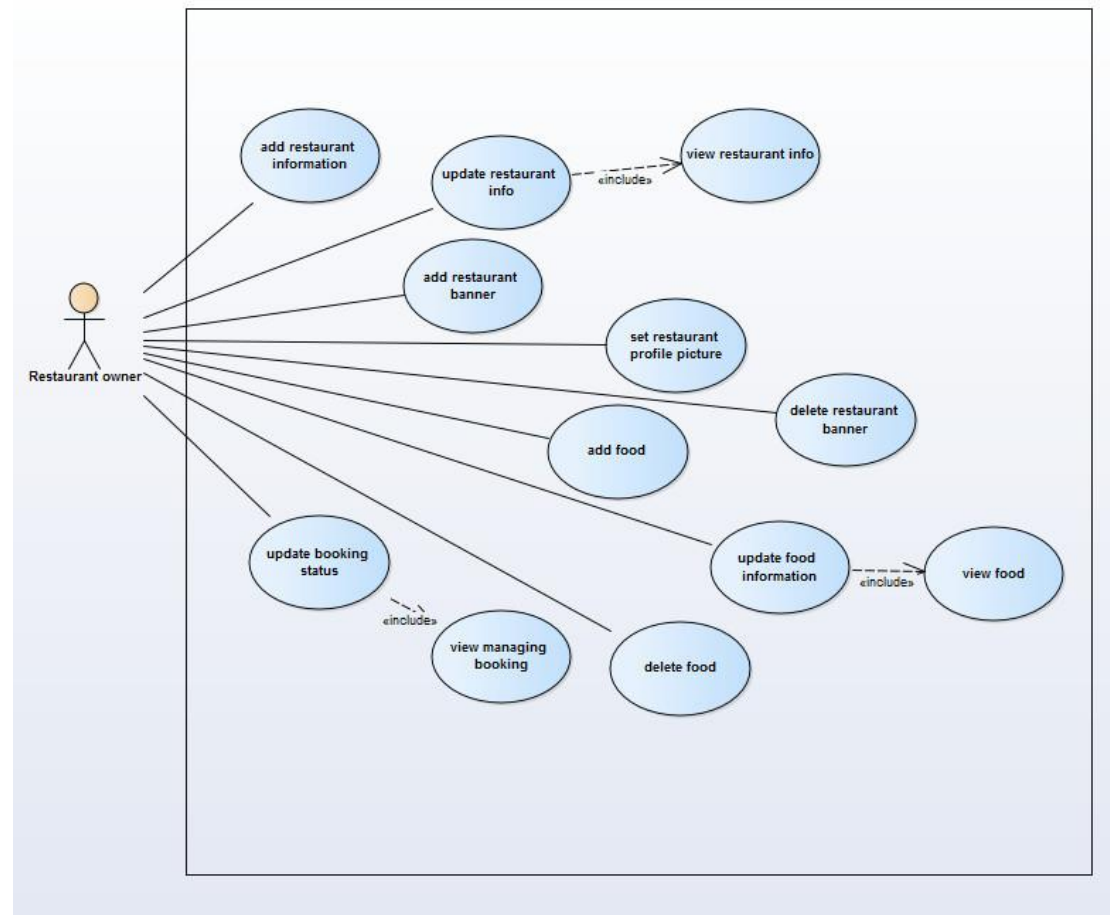 add restaurant
information
update restaurant
info
«include»
view restaurant info
add restaurant
banner
set restaurant
profile picture
Restaurant owner
delete restaurant
banner
add food
update booking
status
«include»
view managing
booking
update food
information
«include»
view food
delete food